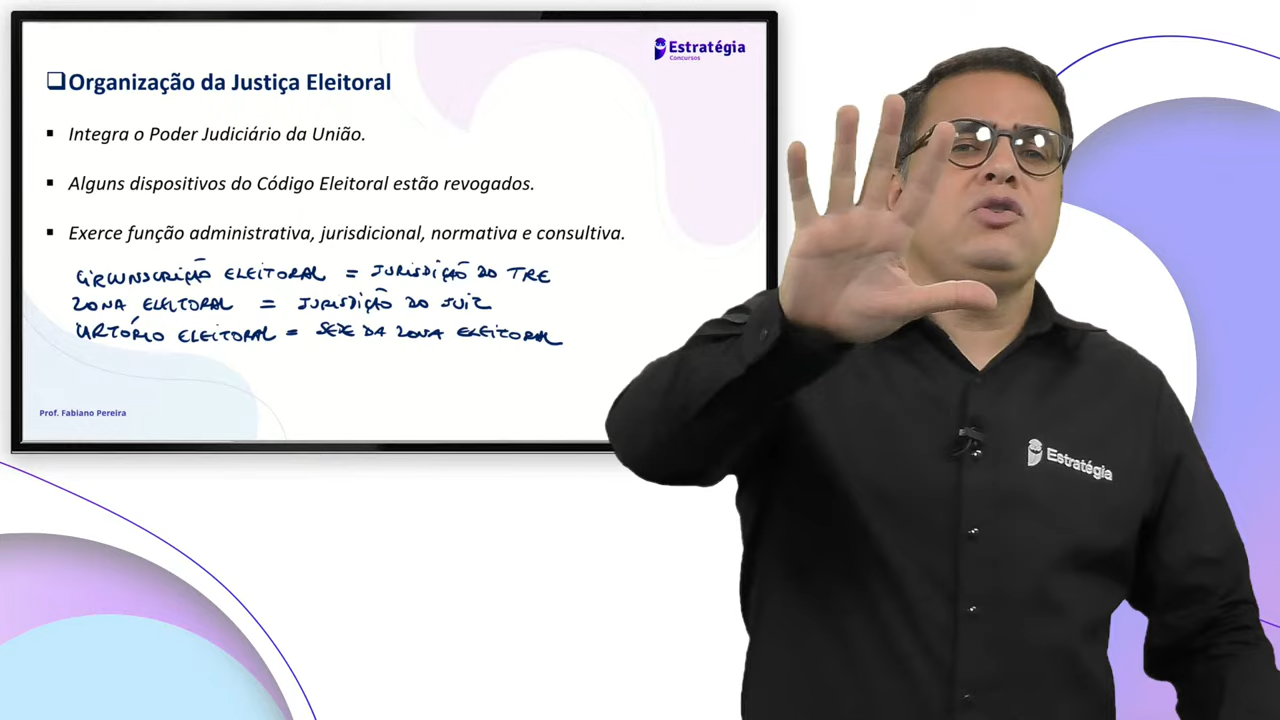 Estratégia
Concursos
Organização da Justiça Eleitoral
▪ Integra o Poder Judiciário da União.
▪ Alguns dispositivos do Código Eleitoral estão revogados.
▪ Exerce função administrativa, jurisdicional, normativa e consultiva.
CIRCUNSCRIÇÃO ELEITORAL = JURISDIÇÃO DO TRE
ZONA ELEITORAL = JURISDIÇÃO DO JUIZ
CARTÓRIO ELEITORAL = SEDE DA ZONA ELEITORAL
Prof. Fabiano Pereira
Estratégia